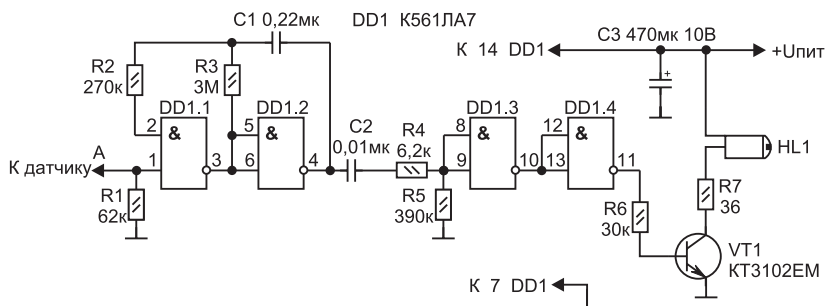 C1 0,22мк
DD1 К561ЛА7
К 14 DD1
C3 470мк 10В
+Uпит
R2
270к
R3
3М
DD1.1
DD1.2
C2
0,01мк
R4
6,2к
DD1.3
DD1.4
HL1
2
&
5
&
8
&
12
&
К датчику
А
1
3
6
4
9
10
13
11
R1
62к
R5
390к
R6
30к
R7
36
VT1
КТ3102ЕМ
К 7 DD1
+